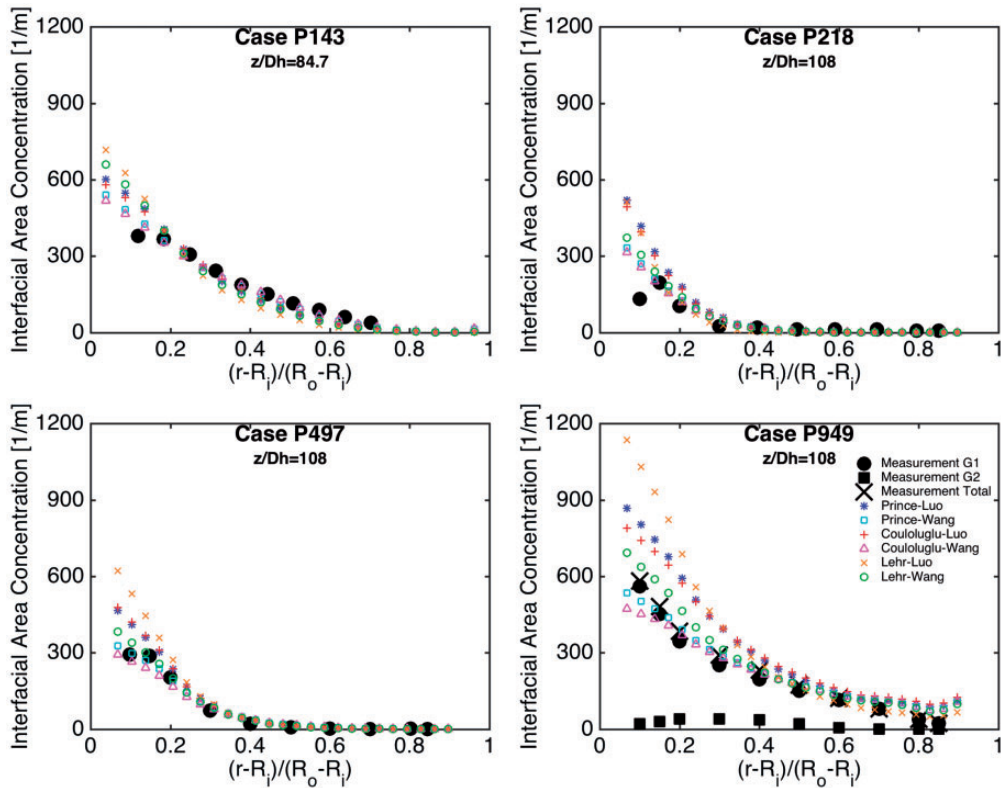 Case P143
z/Dh=84.7
Interfacial Area Concentration [1/m]
1200
900
600
300
0
0 0.2 0.4 0.6 0.8 1
(r-Ri)/(Ro-Ri)
Case P218
z/Dh=108
Interfacial Area Concentration [1/m]
1200
900
600
300
0
0 0.2 0.4 0.6 0.8 1
(r-Ri)/(Ro-Ri)
Case P497
z/Dh=108
Interfacial Area Concentration [1/m]
1200
900
600
300
0
0 0.2 0.4 0.6 0.8 1
(r-Ri)/(Ro-Ri)
Case P949
z/Dh=108
Interfacial Area Concentration [1/m]
1200
900
600
300
0
0 0.2 0.4 0.6 0.8 1
(r-Ri)/(Ro-Ri)
Measurement G1
Measurement G2
Measurement Total
Prince-Luo
Prince-Wang
Couloluglu-Luo
Couloluglu-Wang
Lehr-Luo
Lehr-Wang